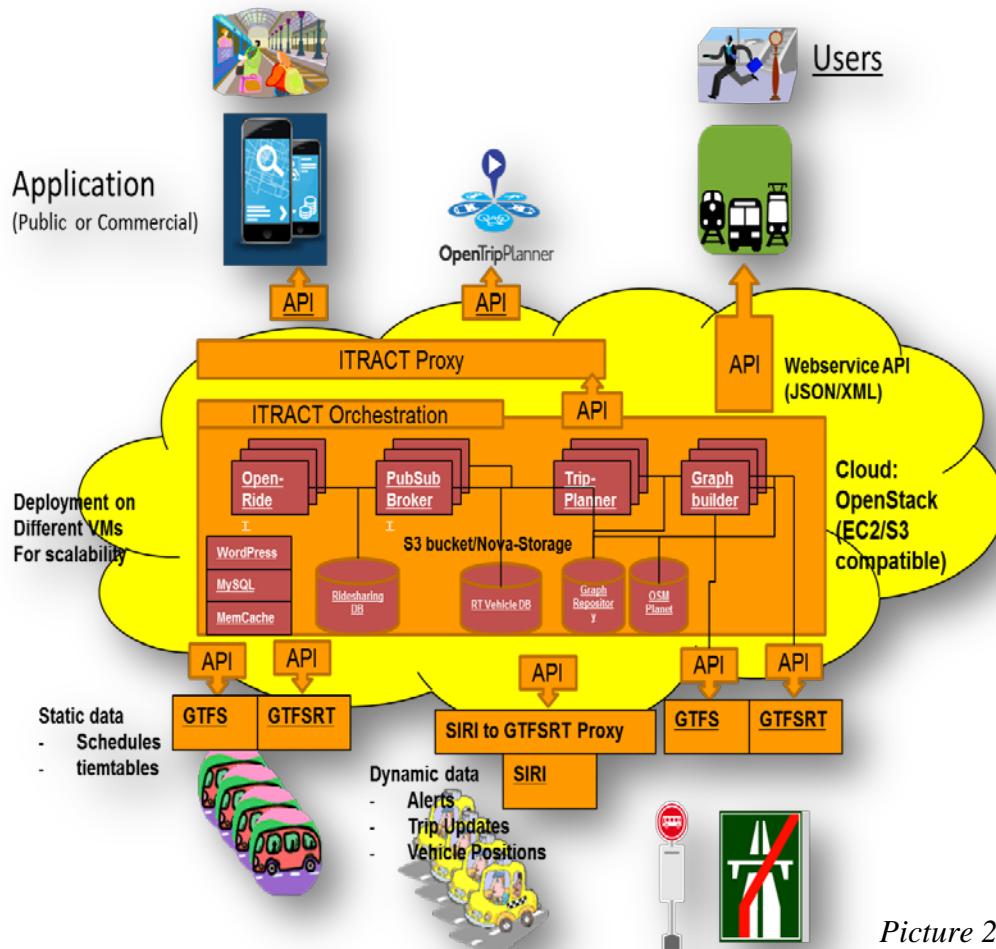 Users
Application
(Public or Commercial)
OpenTripPlanner
API
API
API
Webservice API
(JSON/XML)
ITRACT Proxy
API
ITRACT Orchestration
Open-
Ride
PubSub
Broker
Trip-
Planner
Graph
builder
I
I
Cloud:
OpenStack
(EC2/S3
compatible)
Deployment on
Different VMs
For scalability
S3 bucket/Nova-Storage
WordPress
MySQL
MemCache
Ridesharing
DB
RT Vehicle DB
Graph
Repositor
y
OSM
Planet
API
API
API
API
API
GTFS
GTFSRT
SIRI to GTFSRT Proxy
SIRI
GTFS
GTFSRT
Static data
- Schedules
- tiemtables
Dynamic data
- Alerts
- Trip Updates
- Vehicle Positions
Picture 2